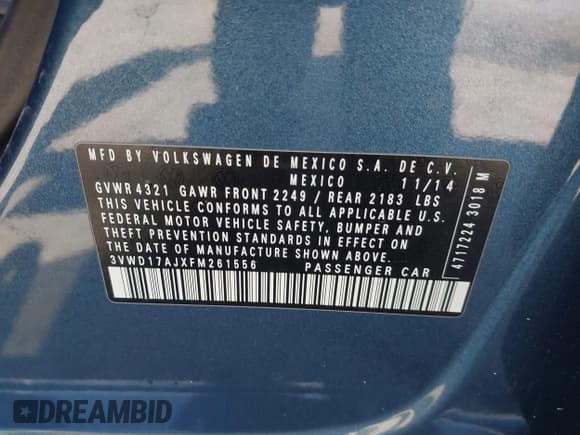 MFD BY VOLKSWAGEN DE MEXICO S.A. DE C.V.
MEXICO 11/14
GVWR 4321 GAWR FRONT 2249 / REAR 2183 LBS
THIS VEHICLE CONFORMS TO ALL APPLICABLE U.S.
FEDERAL MOTOR VEHICLE SAFETY, BUMPER AND
THEFT PREVENTION STANDARDS IN EFFECT ON
THE DATE OF MANUFACTURE SHOWN ABOVE.
3VWD17AJXFM261556 PASSENGER CAR
4717224 3018 M
DREAMBID